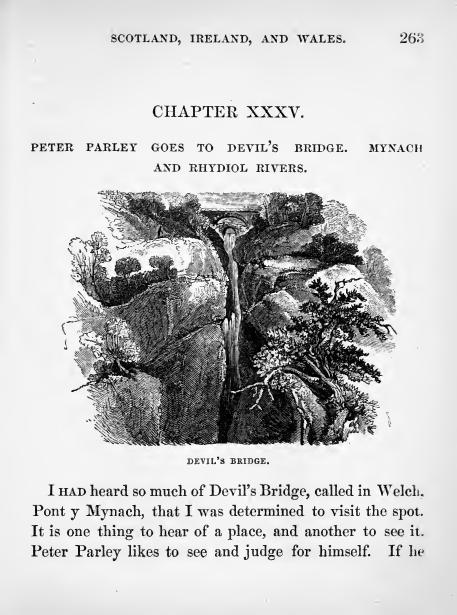 SCOTLAND, IRELAND, AND WALES. 263
CHAPTER XXXV.
PETER PARLEY GOES TO DEVIL'S BRIDGE. MYNACH
AND RHYDIOL RIVERS.
DEVIL'S BRIDGE.
I HAD heard so much of Devil's Bridge, called in Welch,
Pont y Mynach, that I was determined to visit the spot.
It is one thing to hear of a place, and another to see it.
Peter Parley likes to see and judge for himself. If he